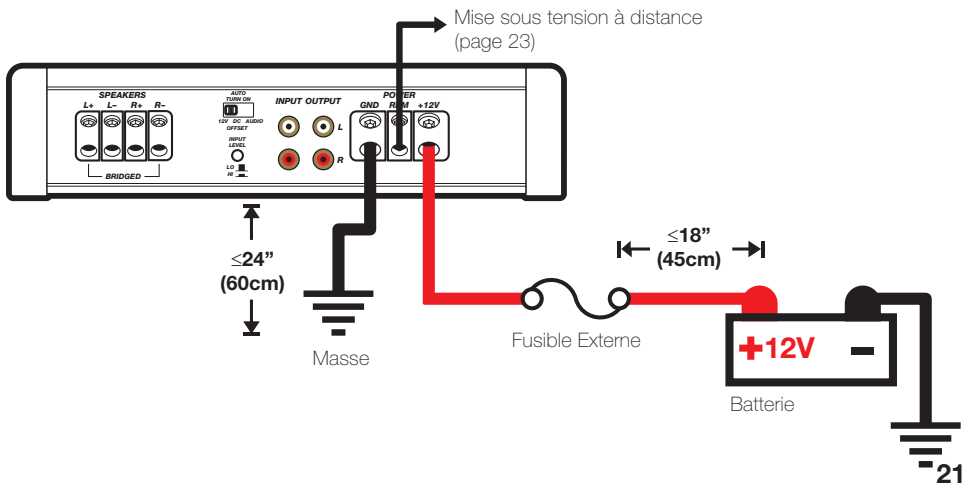 Mise sous tension à distance
(page 23)
SPEAKERS
L+ L– R+ R–
BRIDGED
AUTO
TURN ON
12V DC AUDIO
OFFSET
INPUT
LEVEL
LO
HI
INPUT OUTPUT
L
R
POWER
GND REM +12V
≤24”
(60cm)
Masse
≤18”
(45cm)
Fusible Externe
+12V –
Batterie
21